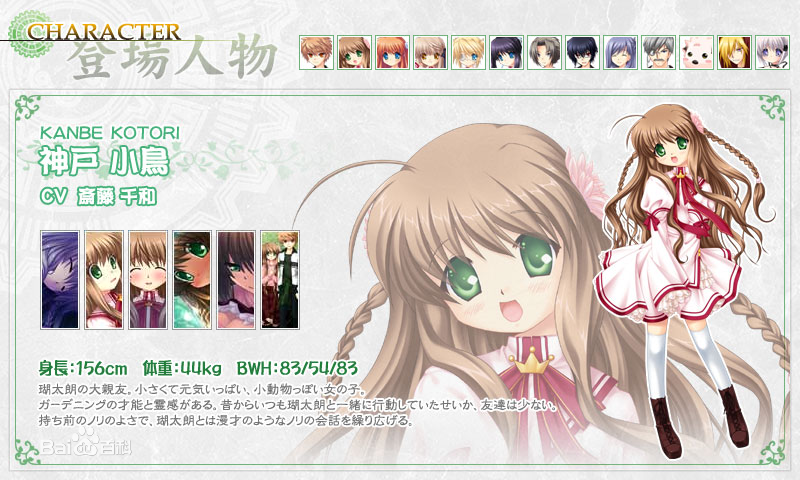 CHARACTER
登場人物
KANBE KOTORI
神戸 小鳥
CV 斎藤 千和
身長:156cm 体重:44kg BWH:83/54/83
瑚太朗の大親友。小さくて元気いっぱい、小動物っぽい女の子。
ガーデニングの才能と霊感がある。昔からいつも瑚太朗と一緒に行動していたせいか、友達は少ない。
持ち前のノリのよさで、瑚太朗とは漫才のようなノリの会話を繰り広げる。
Bai百科